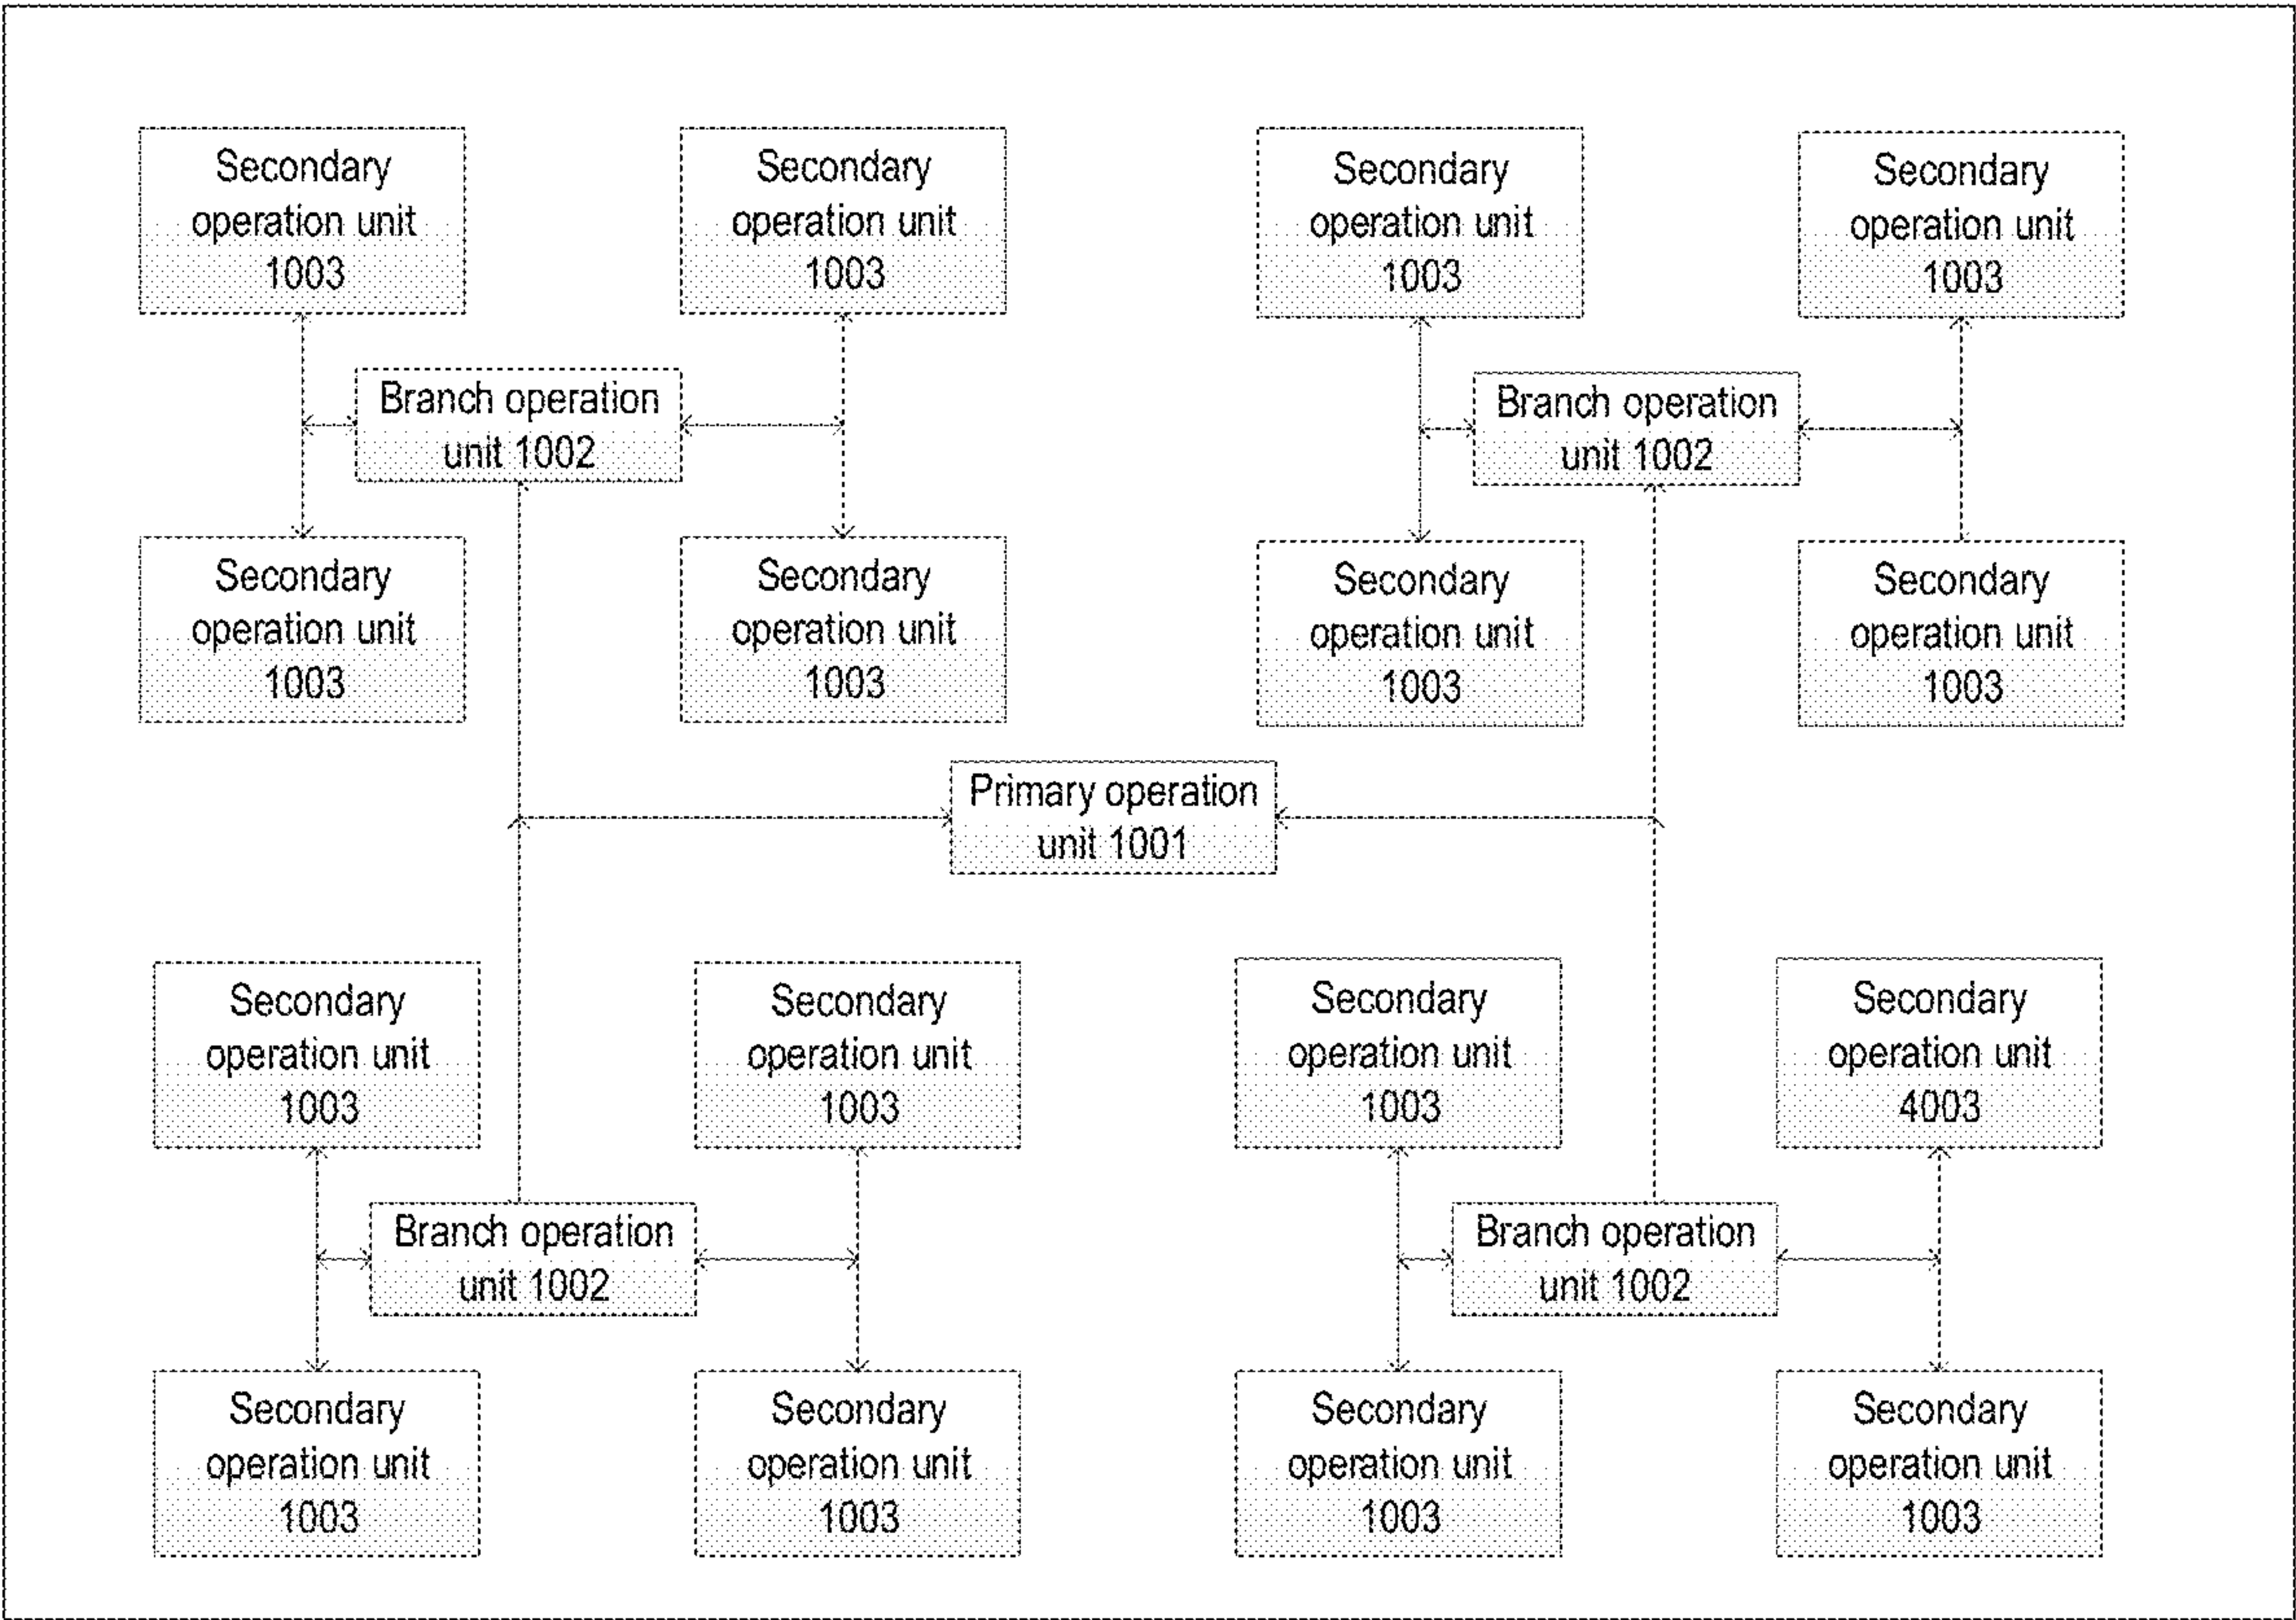 Secondary
operation unit
1003
Secondary
operation unit
1003
Secondary
operation unit
1003
Secondary
operation unit
1003
Branch operation
unit 1002
Branch operation
unit 1002
Secondary
operation unit
1003
Secondary
operation unit
1003
Secondary
operation unit
1003
Secondary
operation unit
1003
Primary operation
unit 1001
Secondary
operation unit
1003
Secondary
operation unit
1003
Secondary
operation unit
1003
Secondary
operation unit
4003
Branch operation
unit 1002
Branch operation
unit 1002
Secondary
operation unit
1003
Secondary
operation unit
1003
Secondary
operation unit
1003
Secondary
operation unit
1003